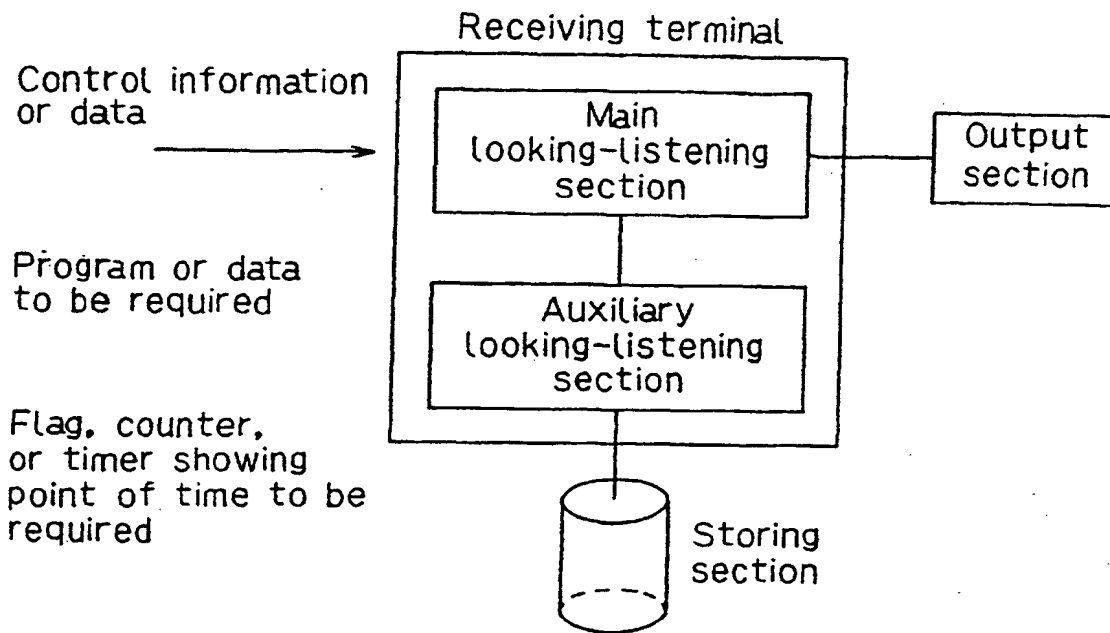 Receiving terminal
Control information
or data
Main
looking-listening
section
Output
section
Program or data
to be required
Auxiliary
looking-listening
section
Flag, counter,
or timer showing
point of time to be
required
Storing
section